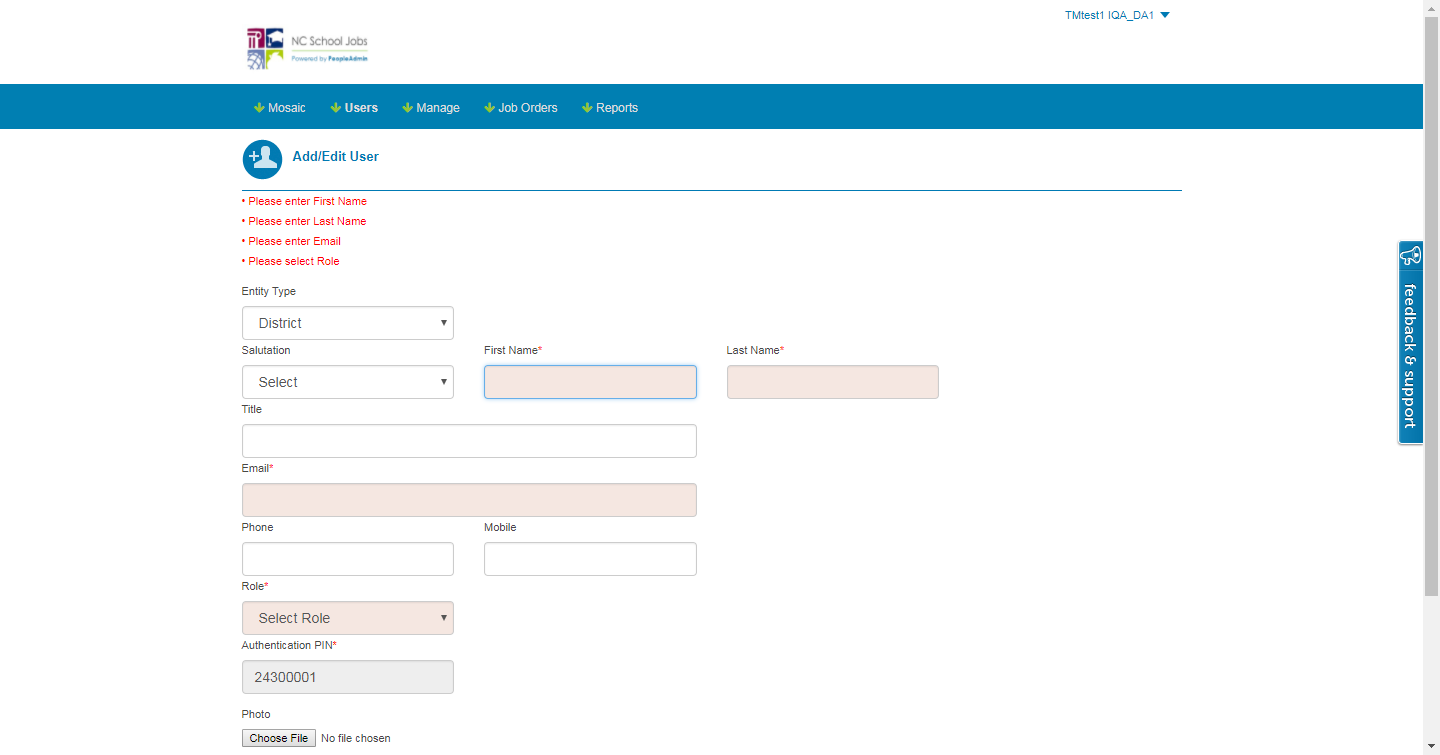 TMtest1 IQA_DA1
NC School Jobs
Powered by PeopleAdmin
Mosaic Users Manage Job Orders Reports
Add/Edit User
• Please enter First Name
• Please enter Last Name
• Please enter Email
• Please select Role
Entity Type
District
Salutation First Name* Last Name*
Select
Title
Email*
Phone Mobile
Role*
Select Role
Authentication PIN*
24300001
Photo
Choose File No file chosen
feedback & support